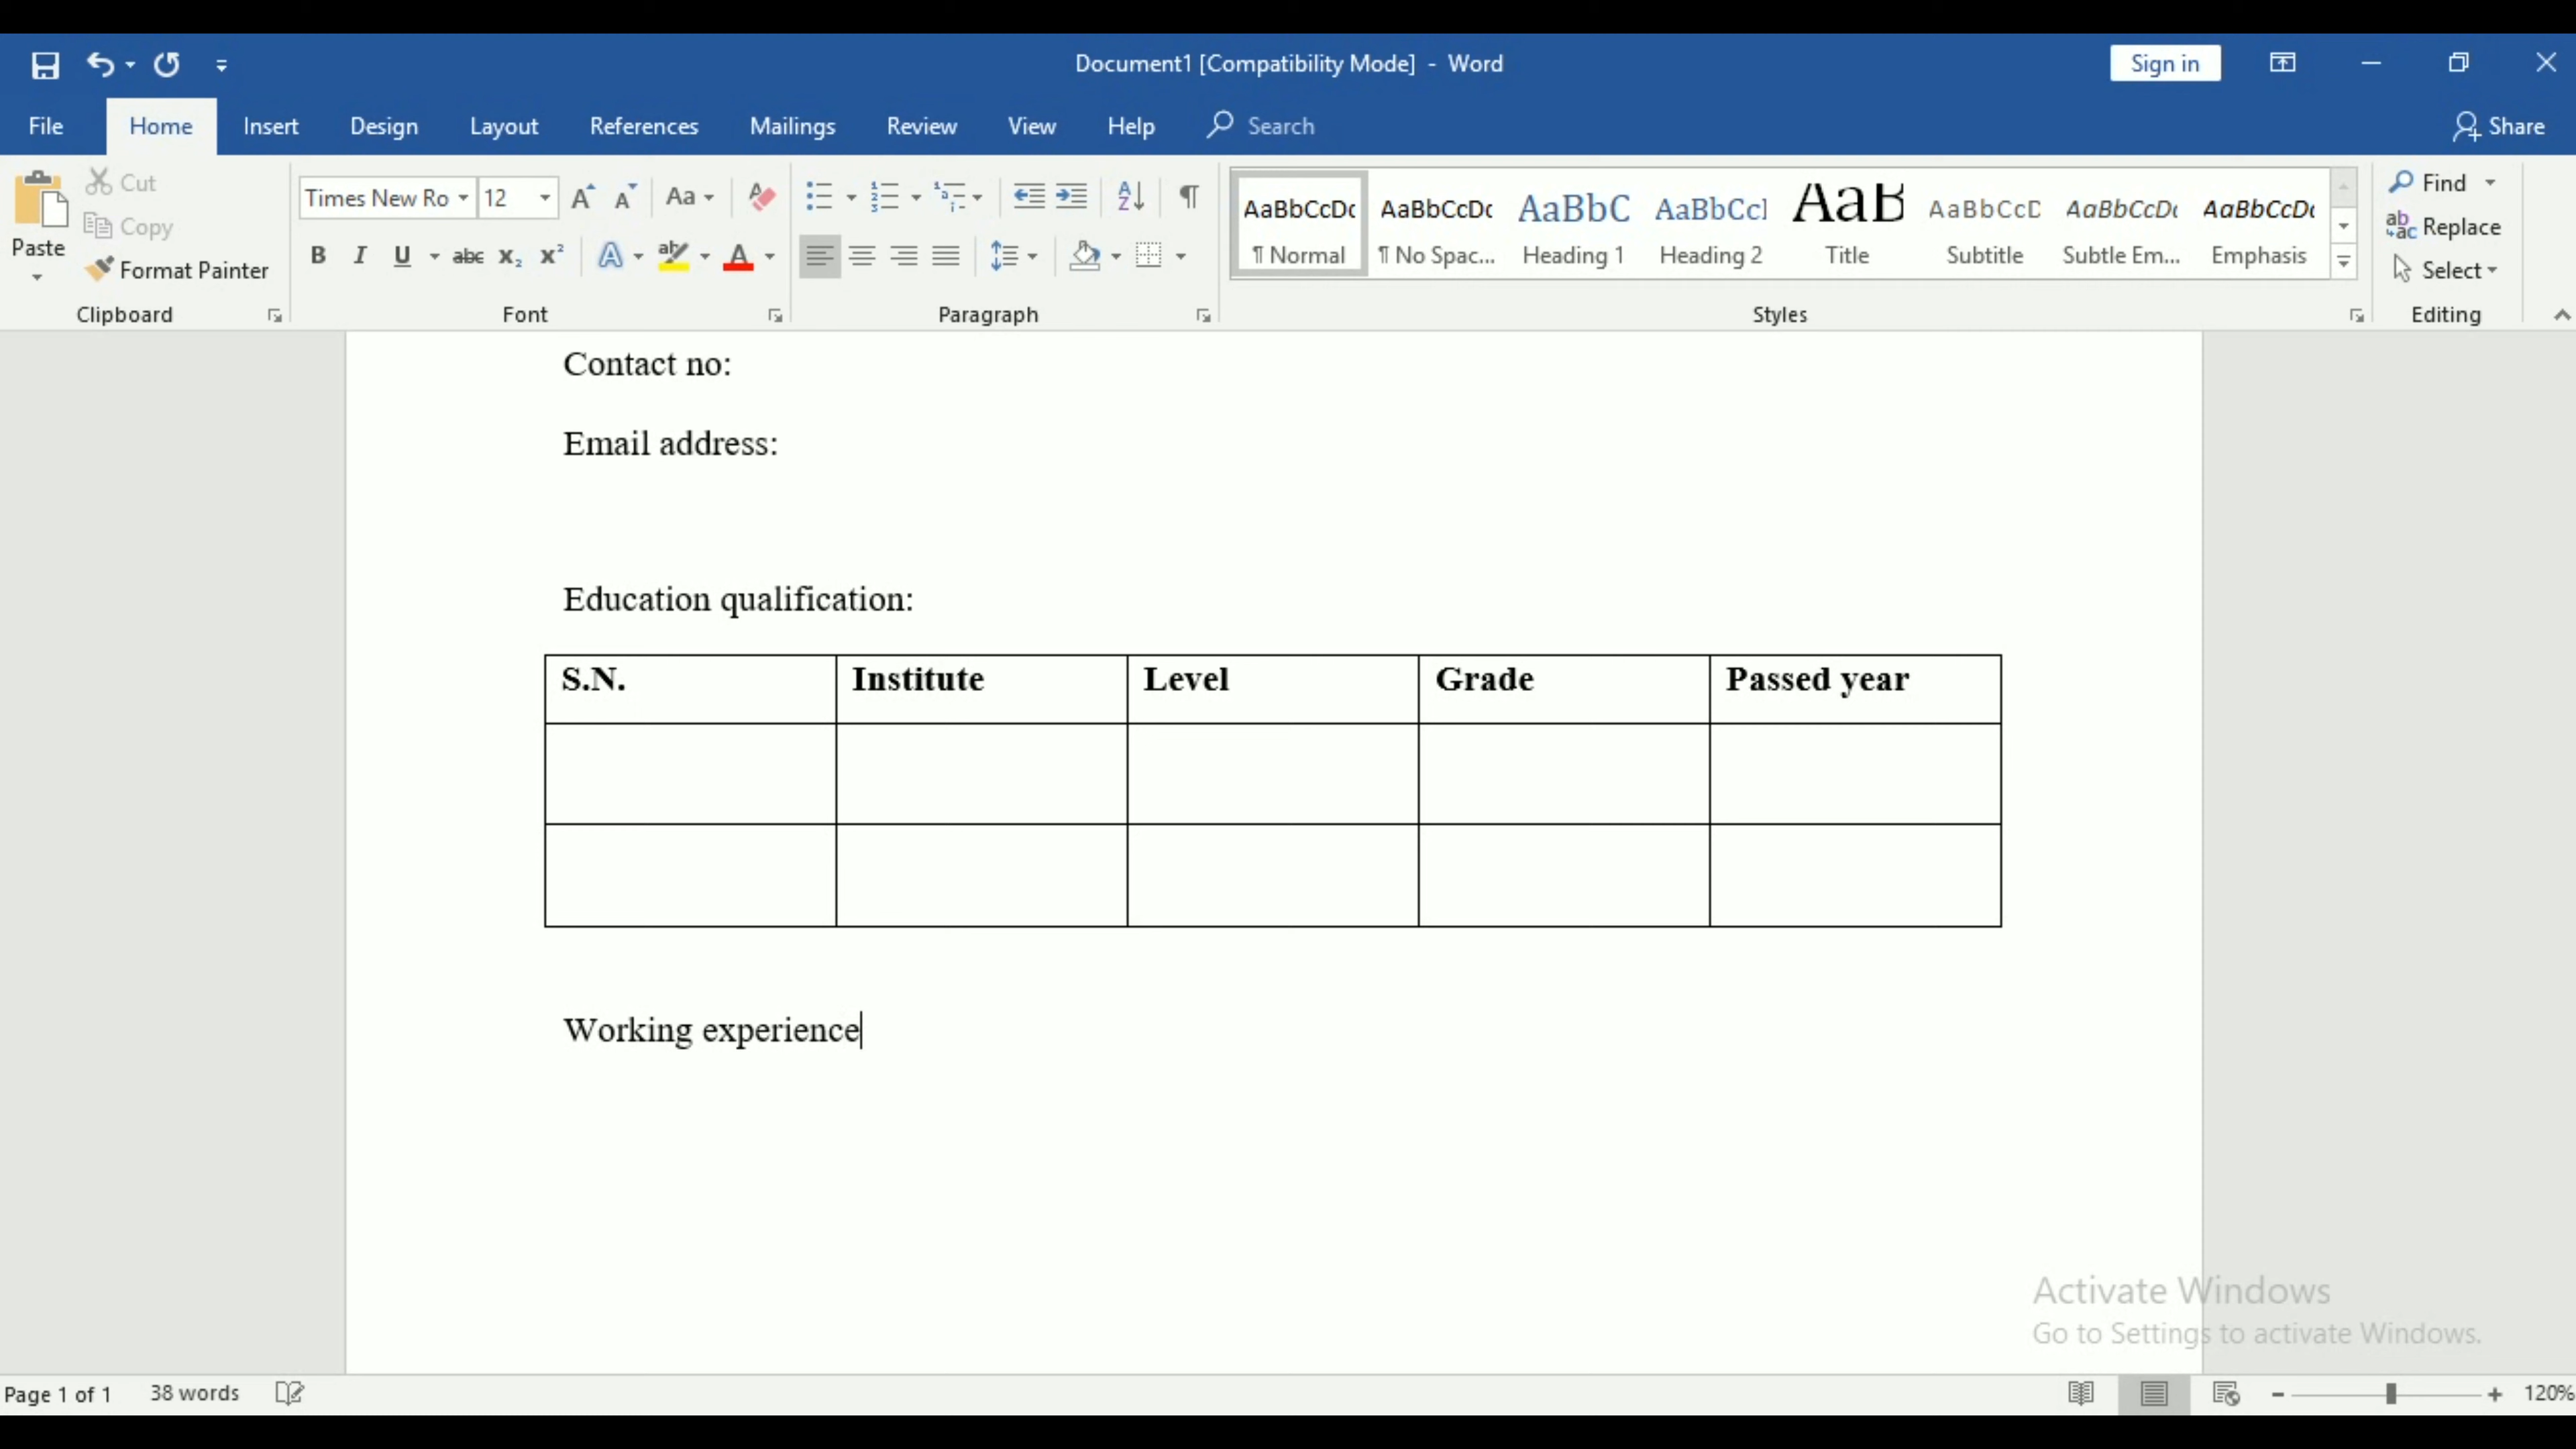 Document1 [Compatibility Mode] - Word
Sign in
File Home Insert Design Layout References Mailings Review View Help Search Share
Paste
Cut
Copy
Format Painter
Clipboard
Times New Ro 12
Font
Paragraph
AaBbCcDc AaBbCcDc AaBbC AaBbCcl AaB AaBbCcD AaBbCcDc AaBbCcDc
¶ Normal ¶ No Spac... Heading 1 Heading 2 Title Subtitle Subtle Em... Emphasis
Styles
Find
Replace
Select
Editing
Contact no:
Email address:
Education qualification:
S.N. Institute Level Grade Passed year
Working experience
Activate Windows
Go to Settings to activate Windows.
Page 1 of 1 38 words 120%